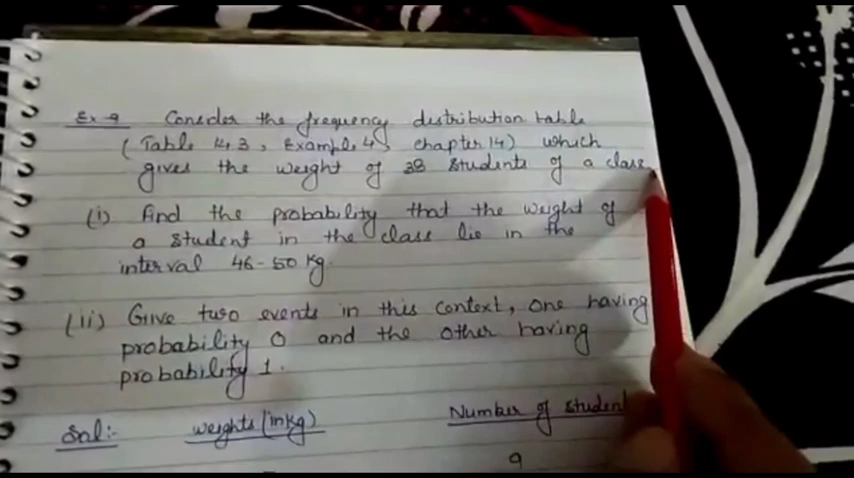 Ex 9 Consider the frequency distribution table
(Table 14.3, Example 4, chapter 14) which
gives the weight of 38 students of a class.
(i) Find the probability that the weight of
a student in the class lie in the
interval 46-50 kg.
(ii) Give two events in this context, one having
probability 0 and the other having
probability 1.
Sol:- weights (in kg) Number of student
9